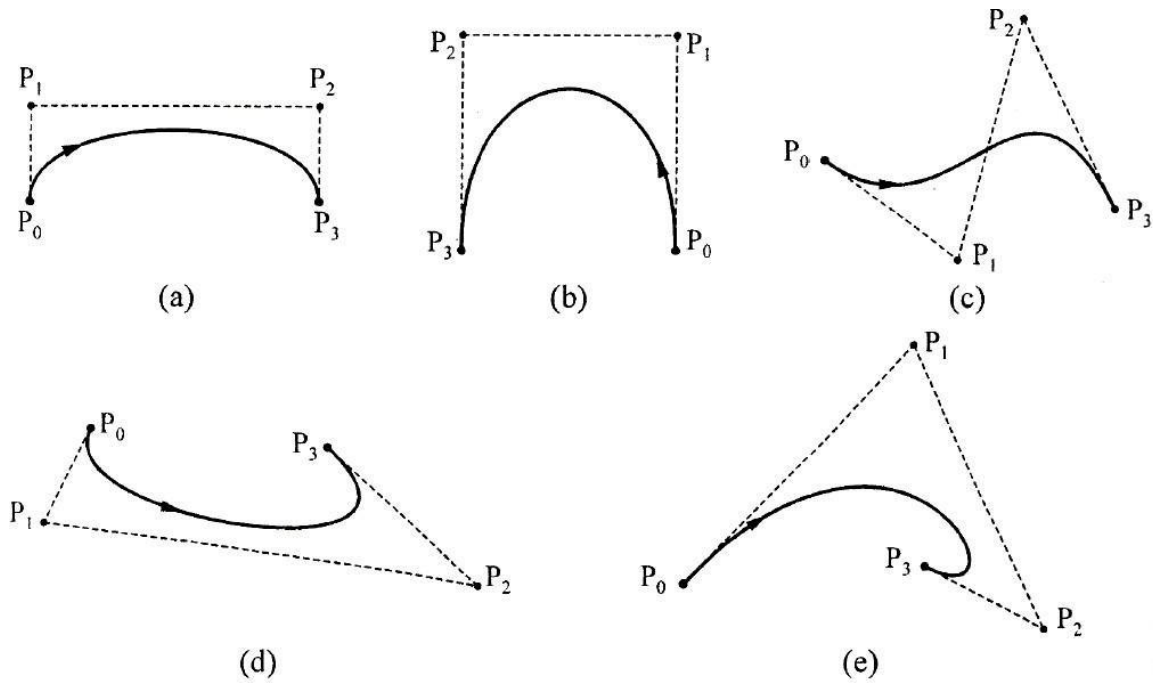 P₁ P₂
P₀ P₃
(a)
P₂ P₁
P₃ P₀
(b)
P₂
P₀
P₃
P₁
(c)
P₀
P₃
P₁
P₂
(d)
P₁
P₀
P₃
P₂
(e)